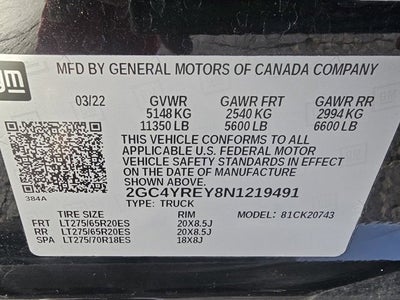 gm
MFD BY GENERAL MOTORS OF CANADA COMPANY
03/22 GVWR GAWR FRT GAWR RR
5148 KG 2540 KG 2994 KG
11350 LB 5600 LB 6600 LB
THIS VEHICLE CONFORMS TO ALL
APPLICABLE U.S. FEDERAL MOTOR
VEHICLE SAFETY STANDARDS IN EFFECT
ON THE DATE OF MANUFACTURE SHOWN ABOVE.
384A 2GC4YREY8N1219491
TYPE: TRUCK
TIRE SIZE RIM MODEL: 81CK20743
FRT LT275/65R20ES 20X8.5J
RR LT275/65R20ES 20X8.5J
SPA LT275/70R18ES 18X8J